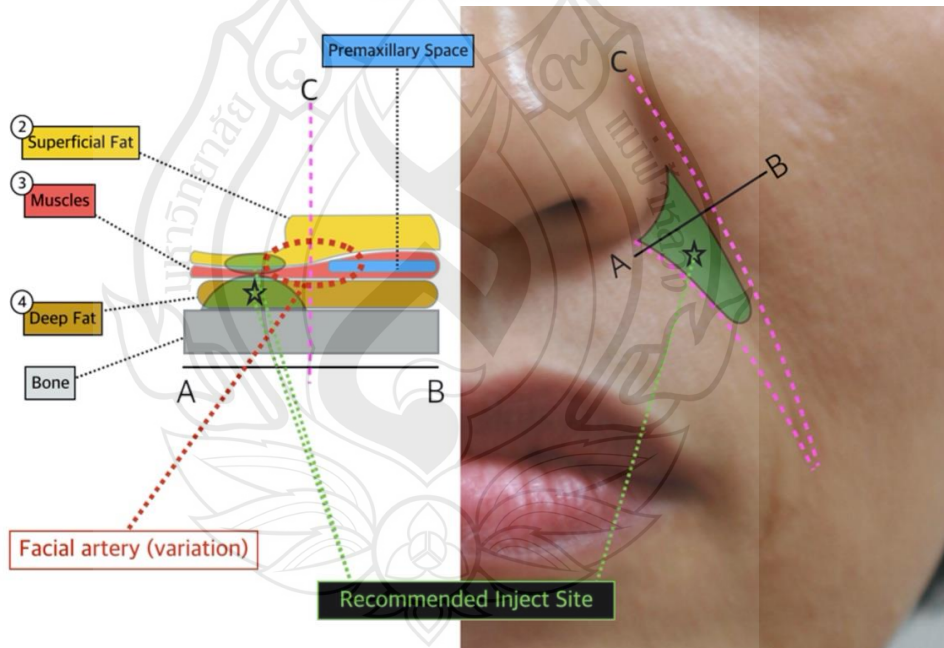 Premaxillary Space
C
C
② Superficial Fat
③ Muscles
B
A
④ Deep Fat
Bone
A
B
Facial artery (variation)
Recommended Inject Site